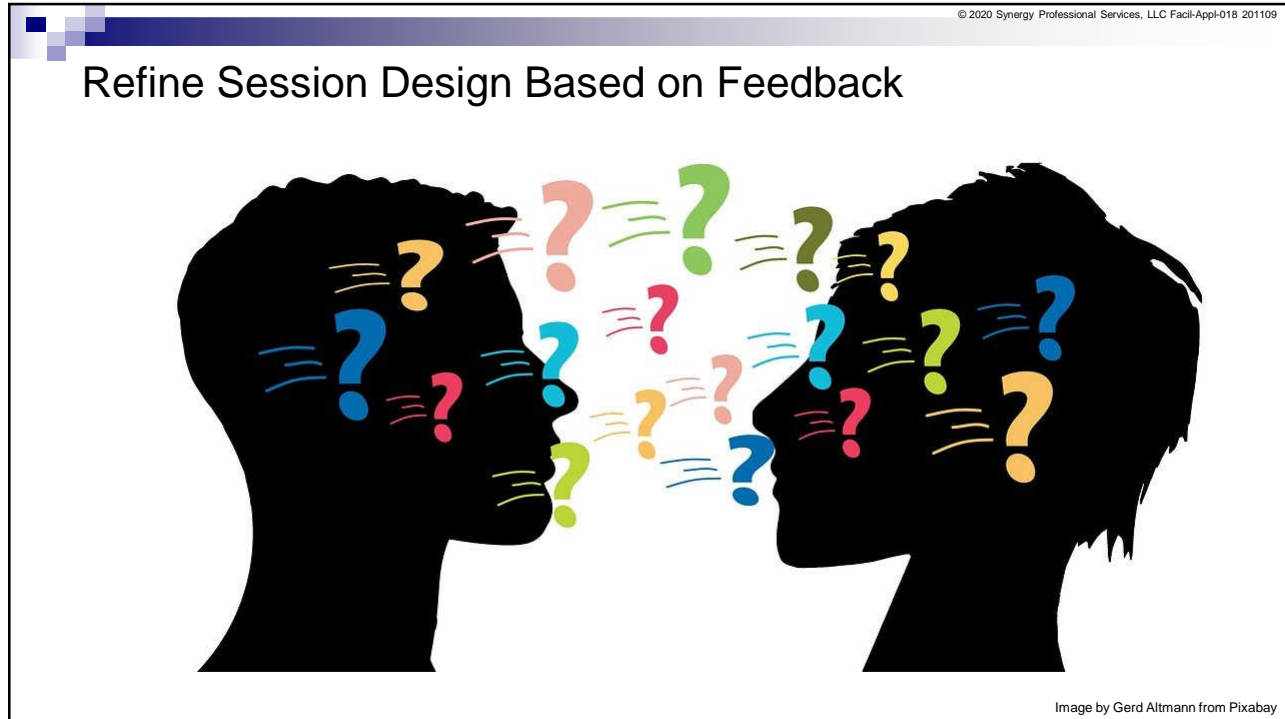 © 2020 Synergy Professional Services, LLC Facil-Appl-018 201109
Refine Session Design Based on Feedback
? ? ? ? ? ? ? ? ? ? ? ? ? ? ? ? ? ?
Image by Gerd Altmann from Pixabay